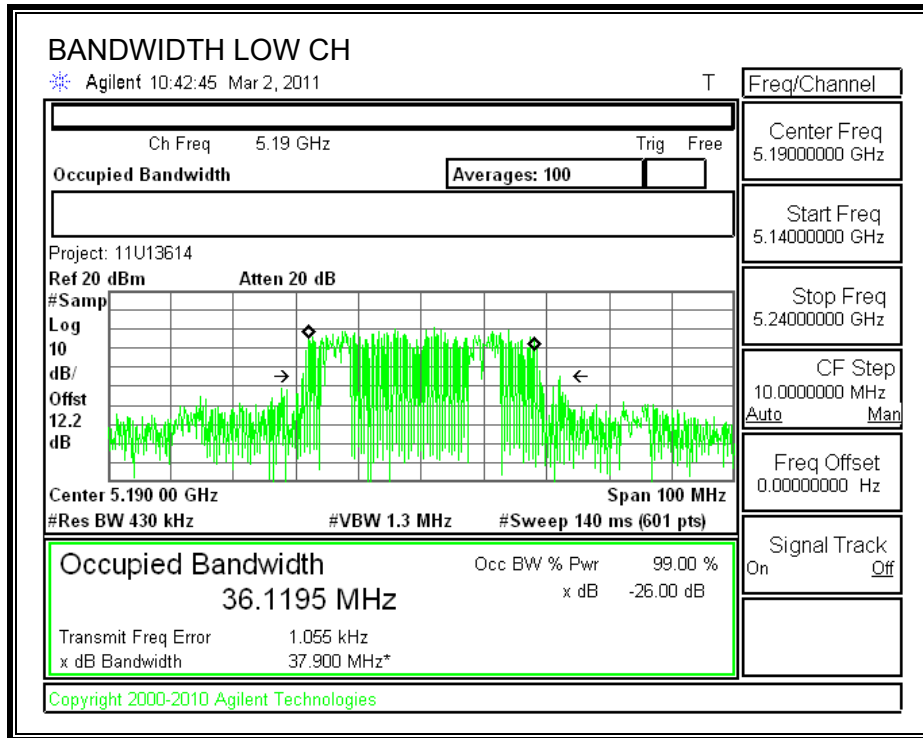 BANDWIDTH LOW CH
Agilent 10:42:45 Mar 2, 2011 T
Freq/Channel
Ch Freq 5.19 GHz Trig Free
Occupied Bandwidth Averages: 100
Project: 11U13614
Ref 20 dBm Atten 20 dB
#Samp
Log
10
dB/
Offst
12.2
dB
Center 5.190 00 GHz Span 100 MHz
#Res BW 430 kHz #VBW 1.3 MHz #Sweep 140 ms (601 pts)
Occupied Bandwidth Occ BW % Pwr 99.00 %
36.1195 MHz x dB -26.00 dB
Transmit Freq Error 1.055 kHz
x dB Bandwidth 37.900 MHz*
Copyright 2000-2010 Agilent Technologies
Center Freq
5.19000000 GHz
Start Freq
5.14000000 GHz
Stop Freq
5.24000000 GHz
CF Step
10.0000000 MHz
Auto Man
Freq Offset
0.00000000 Hz
Signal Track
On Off